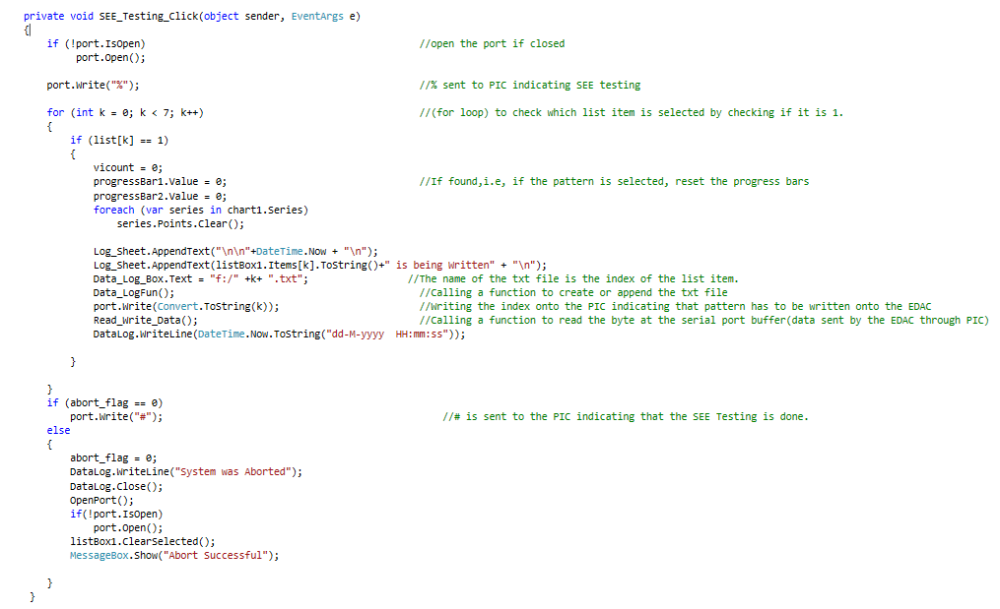 private void SEE_Testing_Click(object sender, EventArgs e)
{
if (!port.IsOpen) //open the port if closed
port.Open();
port.Write("%"); //% sent to PIC indicating SEE testing
for (int k = 0; k < 7; k++) //(for loop) to check which list item is selected by checking if it is 1.
{
if (list[k] == 1)
{
vicount = 0;
progressBar1.Value = 0; //If found,i.e, if the pattern is selected, reset the progress bars
progressBar2.Value = 0;
foreach (var series in chart1.Series)
series.Points.Clear();
Log_Sheet.AppendText("\n\n"+DateTime.Now + "\n");
Log_Sheet.AppendText(listBox1.Items[k].ToString()+" is being Written" + "\n");
Data_Log_Box.Text = "f:/" +k+ ".txt"; //The name of the txt file is the index of the list item.
Data_LogFun(); //Calling a function to create or append the txt file
port.Write(Convert.ToString(k)); //Writing the index onto the PIC indicating that pattern has to be written onto the EDAC
Read_Write_Data(); //Calling a function to read the byte at the serial port buffer(data sent by the EDAC through PIC)
DataLog.WriteLine(DateTime.Now.ToString("dd-M-yyyy  HH:mm:ss"));
}
}
if (abort_flag == 0)
port.Write("#"); //# is sent to the PIC indicating that the SEE Testing is done.
else
{
abort_flag = 0;
DataLog.WriteLine("System was Aborted");
DataLog.Close();
OpenPort();
if(!port.IsOpen)
port.Open();
listBox1.ClearSelected();
MessageBox.Show("Abort Successful");
}
}